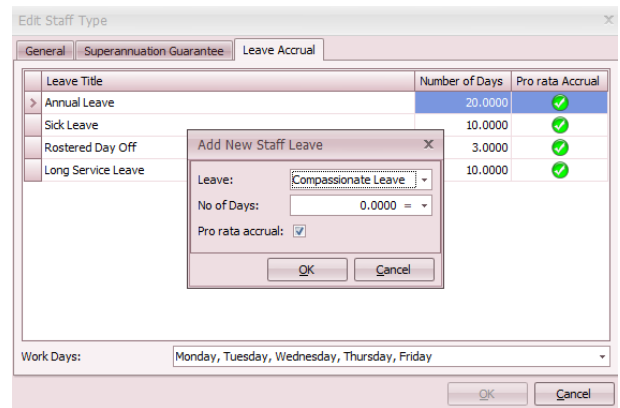 Edit Staff Type x
General Superannuation Guarantee Leave Accrual
Leave Title Number of Days Pro rata Accrual
Annual Leave 20.0000
Sick Leave 10.0000
Rostered Day Off 3.0000
Long Service Leave 10.0000
Add New Staff Leave x
Leave: Compassionate Leave
No of Days: 0.0000 =
Pro rata accrual:
OK Cancel
Work Days: Monday, Tuesday, Wednesday, Thursday, Friday
OK Cancel